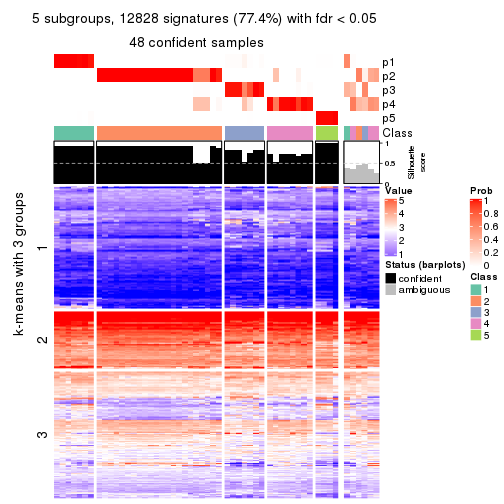 5 subgroups, 12828 signatures (77.4%) with fdr < 0.05
48 confident samples
p1
p2
p3
p4
p5
Class
1
0.5
0
Silhouette
score
k-means with 3 groups
1
2
3
Value
5
4
3
2
1
Status (barplots)
confident
ambiguous
Prob
1
0.8
0.6
0.4
0.2
0
Class
1
2
3
4
5